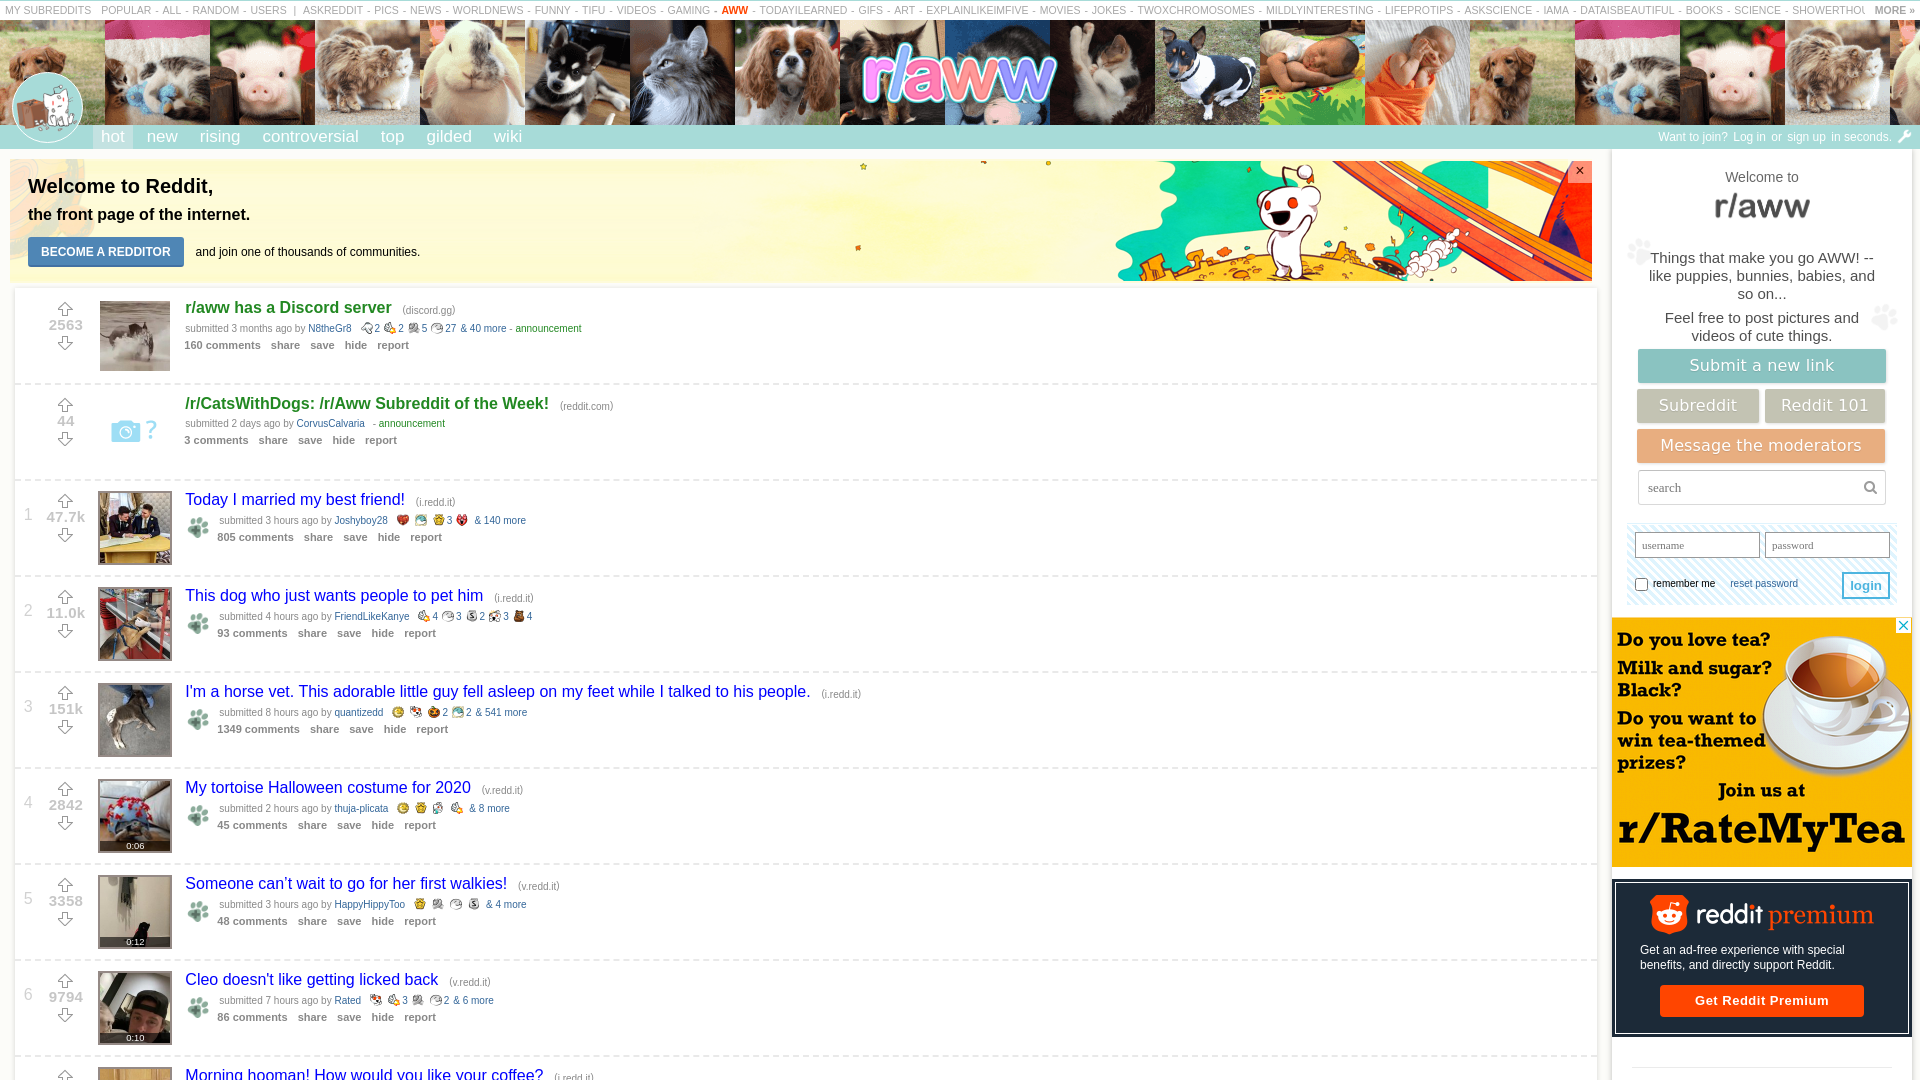 MY SUBREDDITS POPULAR - ALL - RANDOM - USERS | ASKREDDIT - PICS - NEWS - WORLDNEWS - FUNNY - TIFU - VIDEOS - GAMING - AWW - TODAYILEARNED - GIFS - ART - EXPLAINLIKEIMFIVE - MOVIES - JOKES - TWOXCHROMOSOMES - MILDLYINTERESTING - LIFEPROTIPS - ASKSCIENCE - IAMA - DATAISBEAUTIFUL - BOOKS - SCIENCE - SHOWERTHOU MORE »
r/aww
hot new rising controversial top gilded wiki
Want to join? Log in or sign up in seconds.
Welcome to Reddit,
the front page of the internet.
BECOME A REDDITOR and join one of thousands of communities.
×
2563
r/aww has a Discord server (discord.gg)
submitted 3 months ago by N8theGr8 2 2 5 27 & 40 more - announcement
160 comments share save hide report
44
?
/r/CatsWithDogs: /r/Aww Subreddit of the Week! (reddit.com)
submitted 2 days ago by CorvusCalvaria - announcement
3 comments share save hide report
1
47.7k
Today I married my best friend! (i.redd.it)
submitted 3 hours ago by Joshyboy28 3 & 140 more
805 comments share save hide report
2
11.0k
This dog who just wants people to pet him (i.redd.it)
submitted 4 hours ago by FriendLikeKanye 4 3 2 3 4
93 comments share save hide report
3
151k
I'm a horse vet. This adorable little guy fell asleep on my feet while I talked to his people. (i.redd.it)
submitted 8 hours ago by quantizedd 2 2 & 541 more
1349 comments share save hide report
4
2842
0:06
My tortoise Halloween costume for 2020 (v.redd.it)
submitted 2 hours ago by thuja-plicata & 8 more
45 comments share save hide report
5
3358
0:12
Someone can’t wait to go for her first walkies! (v.redd.it)
submitted 3 hours ago by HappyHippyToo & 4 more
48 comments share save hide report
6
9794
0:10
Cleo doesn't like getting licked back (v.redd.it)
submitted 7 hours ago by Rated 3 2 & 6 more
86 comments share save hide report
Morning hooman! How would you like your coffee? (i.redd.it)
Welcome to
r/aww
Things that make you go AWW! --
like puppies, bunnies, babies, and
so on...
Feel free to post pictures and
videos of cute things.
Submit a new link
Subreddit Reddit 101
Message the moderators
search
username password
remember me reset password login
Do you love tea?
Milk and sugar?
Black?
Do you want to
win tea-themed
prizes?
Join us at
r/RateMyTea
reddit premium
Get an ad-free experience with special
benefits, and directly support Reddit.
Get Reddit Premium